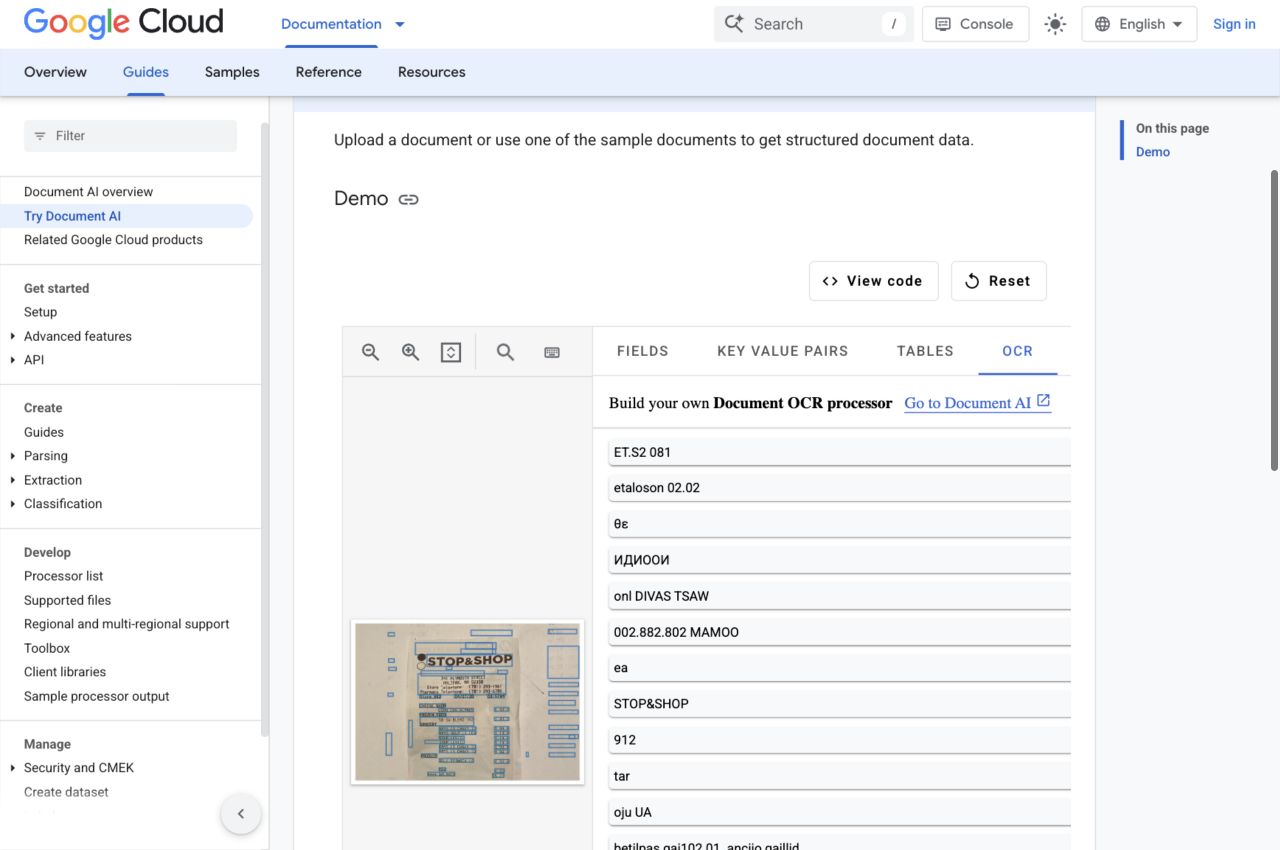 Google Cloud
Documentation
Search
/
Console
English
Sign in
Overview
Guides
Samples
Reference
Resources
Filter
Document AI overview
Try Document AI
Related Google Cloud products
Get started
Setup
Advanced features
API
Create
Guides
Parsing
Extraction
Classification
Develop
Processor list
Supported files
Regional and multi-regional support
Toolbox
Client libraries
Sample processor output
Manage
Security and CMEK
Create dataset
Upload a document or use one of the sample documents to get structured document data.
Demo
<> View code
Reset
FIELDS
KEY VALUE PAIRS
TABLES
OCR
Build your own Document OCR processor Go to Document AI
STOP&SHOP
ET.S2 081
etaloson 02.02
θε
ИДИООИ
onl DIVAS TSAW
002.882.802 MAMOO
ea
STOP&SHOP
912
tar
oju UA
On this page
Demo